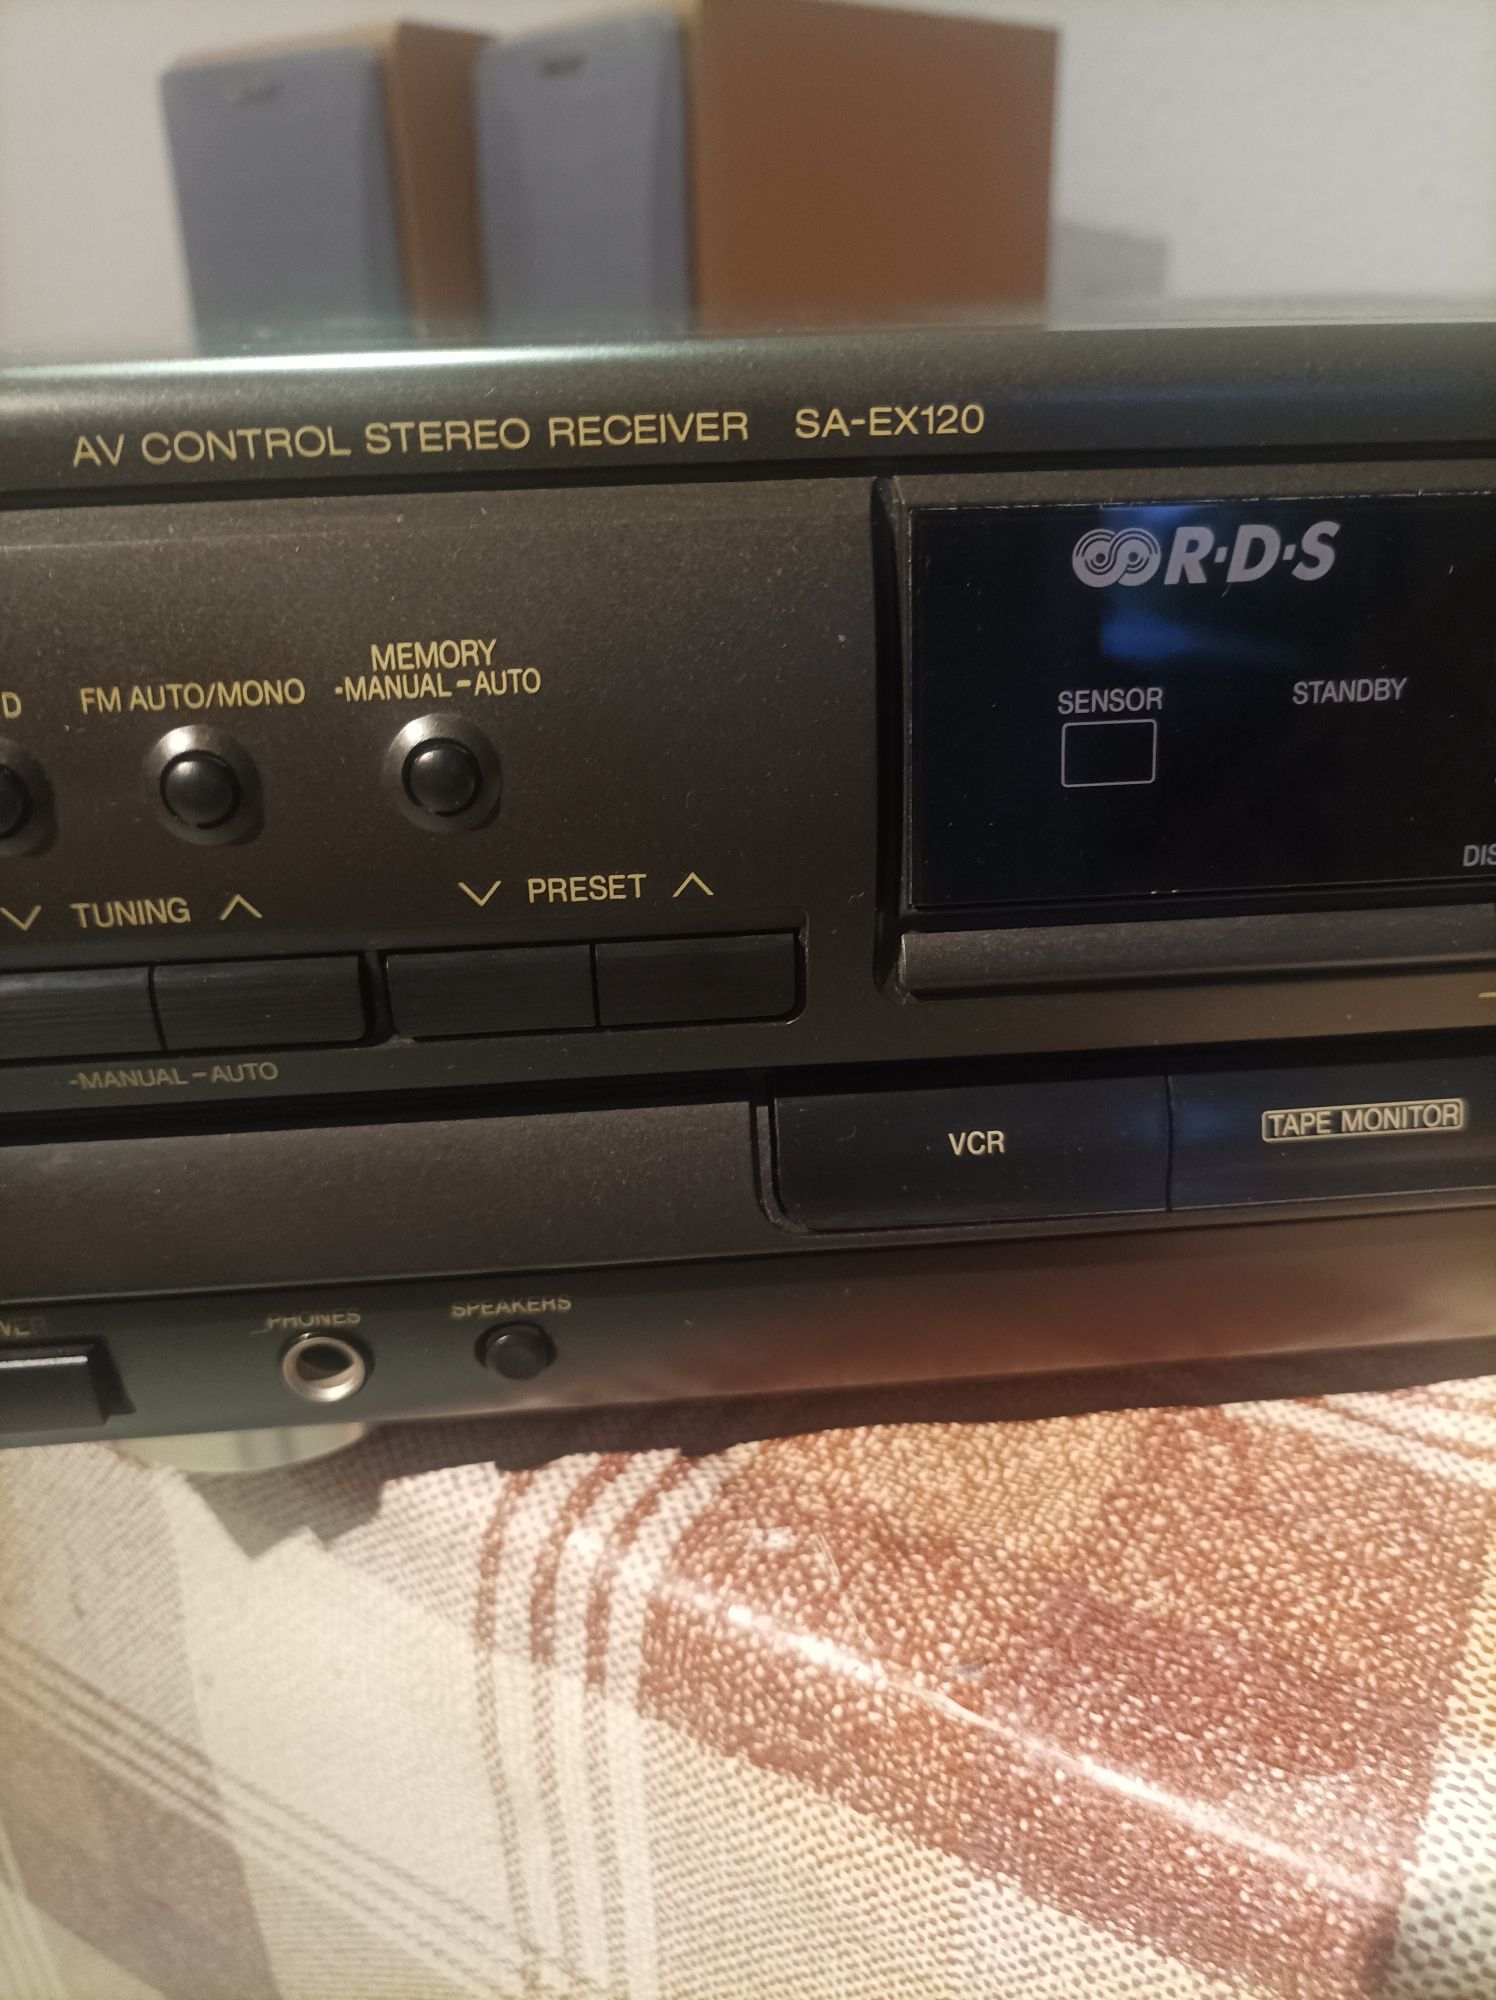 AV CONTROL STEREO RECEIVER SA-EX120
R·D·S
MEMORY
D FM AUTO/MONO -MANUAL –AUTO
SENSOR STANDBY
DIS
TUNING PRESET
-MANUAL –AUTO
VCR TAPE MONITOR
PHONES SPEAKERS